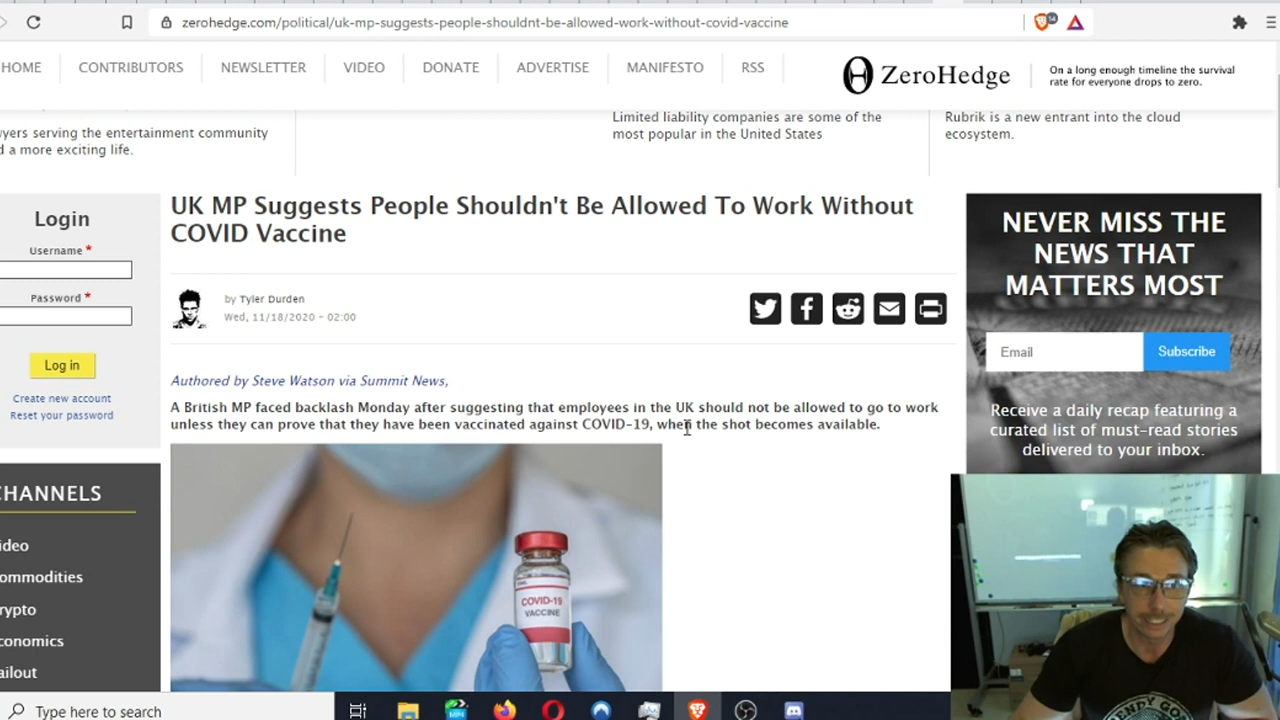 zerohedge.com/political/uk-mp-suggests-people-shouldnt-be-allowed-work-without-covid-vaccine
14
HOME CONTRIBUTORS NEWSLETTER VIDEO DONATE ADVERTISE MANIFESTO RSS
ZeroHedge
On a long enough timeline the survival
rate for everyone drops to zero.
yers serving the entertainment community
d a more exciting life.
Limited liability companies are some of the
most popular in the United States
Rubrik is a new entrant into the cloud
ecosystem.
Login
Username *
Password *
Log in
Create new account
Reset your password
CHANNELS
ideo
ommodities
rypto
conomics
ailout
UK MP Suggests People Shouldn't Be Allowed To Work Without
COVID Vaccine
by Tyler Durden
Wed, 11/18/2020 - 02:00
Authored by Steve Watson via Summit News,
A British MP faced backlash Monday after suggesting that employees in the UK should not be allowed to go to work
unless they can prove that they have been vaccinated against COVID-19, when the shot becomes available.
COVID-19
VACCINE
NEVER MISS THE
NEWS THAT
MATTERS MOST
Email
Subscribe
Receive a daily recap featuring a
curated list of must-read stories
delivered to your inbox.
Type here to search